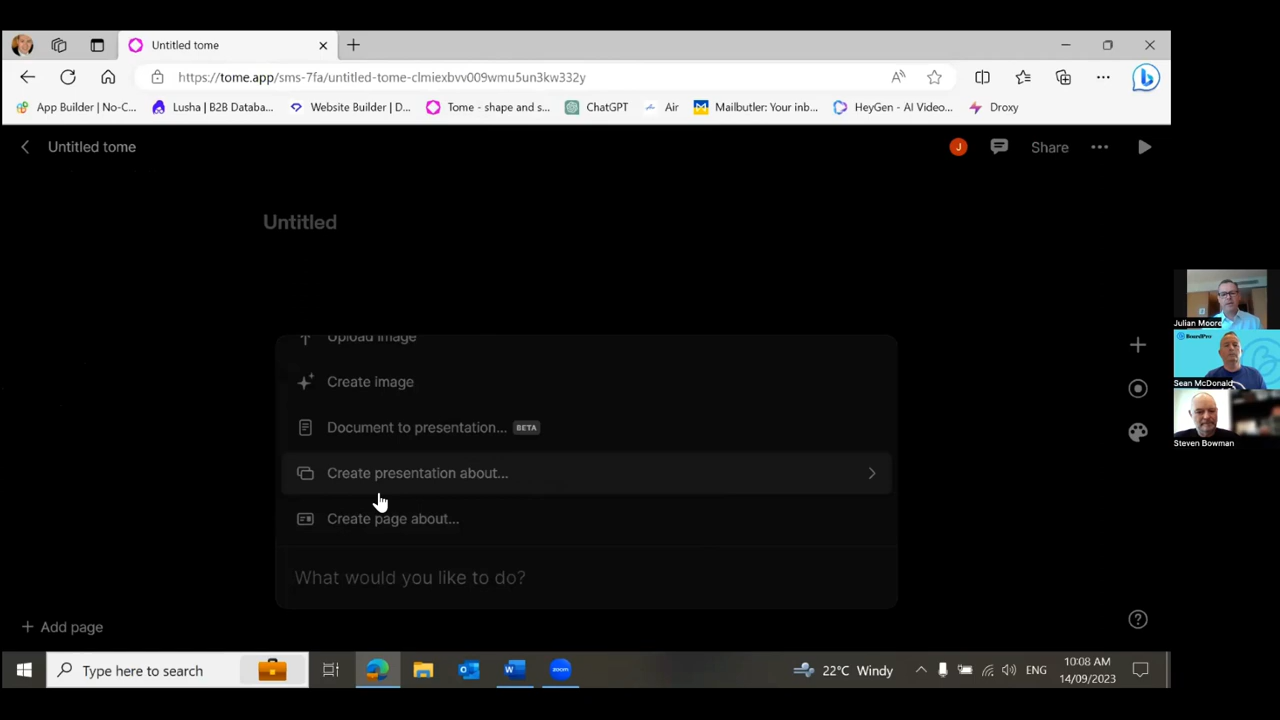 Untitled tome
https://tome.app/sms-7fa/untitled-tome-clmiexbvv009wmu5un3kw332y
App Builder | No-C...
Lusha | B2B Databa...
Website Builder | D...
Tome - shape and s...
ChatGPT
Air
Mailbutler: Your inb...
HeyGen - AI Video...
Droxy
Untitled tome
J
Share
Untitled
Upload image
Create image
Document to presentation... BETA
Create presentation about...
Create page about...
What would you like to do?
+ Add page
Julian Moore
BoardPro
Sean McDonald
Steven Bowman
Type here to search
22°C Windy
ENG
10:08 AM
14/09/2023